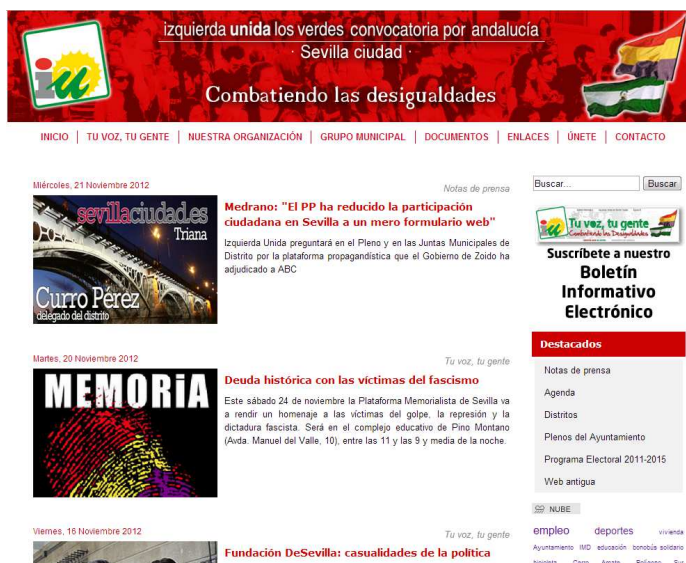 izquierda unida los verdes convocatoria por andalucía
· Sevilla ciudad ·
Combatiendo las desigualdades
iu
INICIO | TU VOZ, TU GENTE | NUESTRA ORGANIZACIÓN | GRUPO MUNICIPAL | DOCUMENTOS | ENLACES | ÚNETE | CONTACTO
Miércoles, 21 Noviembre 2012
Notas de prensa
sevillaciudad.es
Triana
Curro Pérez
delegado del distrito
Medrano: "El PP ha reducido la participación
ciudadana en Sevilla a un mero formulario web"
Izquierda Unida preguntará en el Pleno y en las Juntas Municipales de
Distrito por la plataforma propagandística que el Gobierno de Zoido ha
adjudicado a ABC
Martes, 20 Noviembre 2012
Tu voz, tu gente
MEMORiA
Deuda histórica con las víctimas del fascismo
Este sábado 24 de noviembre la Plataforma Memorialista de Sevilla va
a rendir un homenaje a las víctimas del golpe, la represión y la
dictadura fascista. Será en el complejo educativo de Pino Montano
(Avda. Manuel del Valle, 10), entre las 11 y las 9 y media de la noche.
Viernes, 16 Noviembre 2012
Tu voz, tu gente
Fundación DeSevilla: casualidades de la política
Buscar... Buscar
iu
Tu voz, tu gente
Combatiendo las Desigualdades
Suscríbete a nuestro
Boletín
Informativo
Electrónico
Destacados
Notas de prensa
Agenda
Distritos
Plenos del Ayuntamiento
Programa Electoral 2011-2015
Web antigua
NUBE
empleo deportes vivienda
Ayuntamiento IMD educación bonobús solidario
bicicleta Cerro Amate Polígono Sur